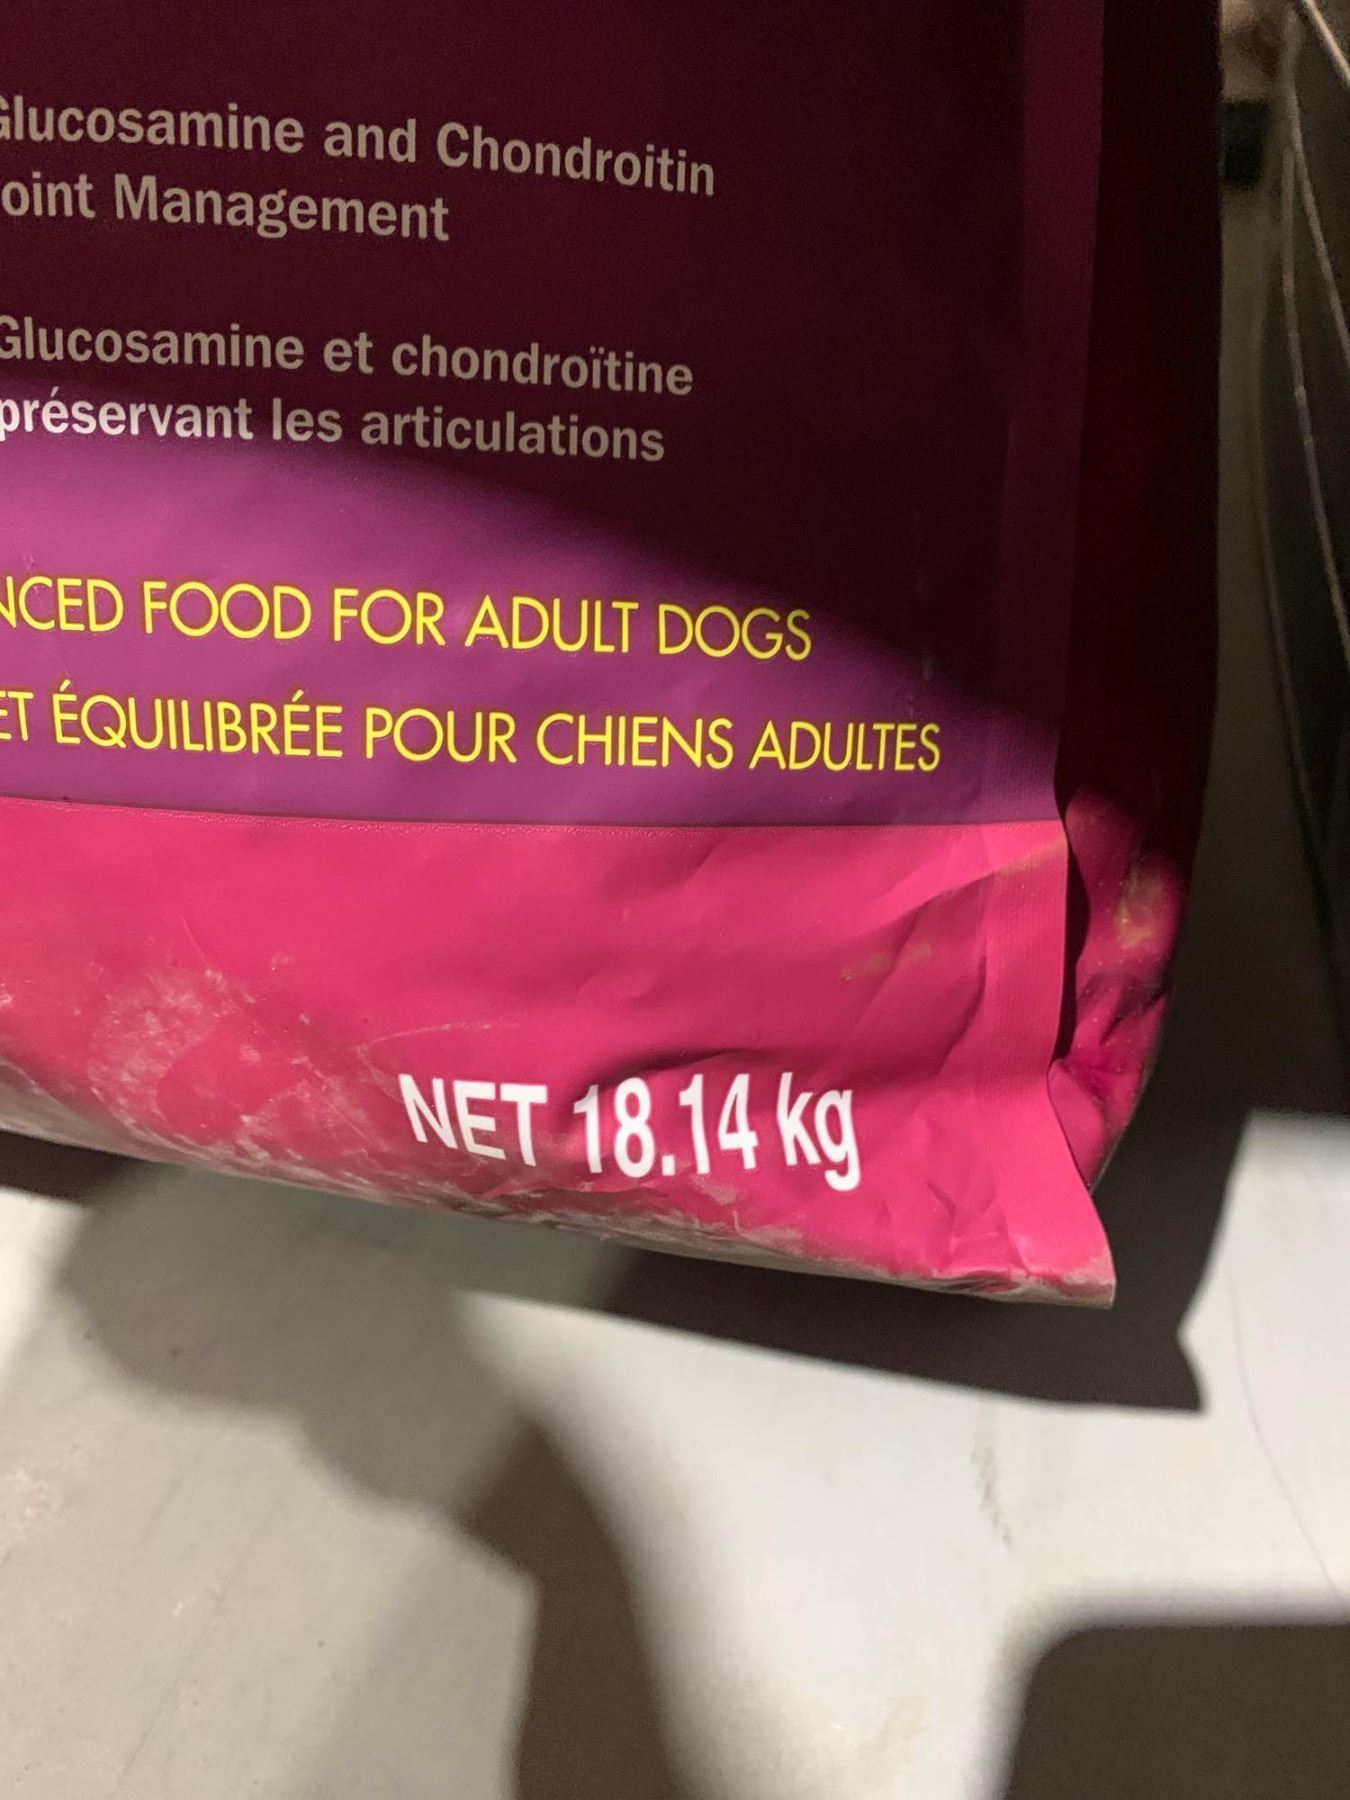 Glucosamine and Chondroitin
oint Management
Glucosamine et chondroïtine
préservant les articulations
NCED FOOD FOR ADULT DOGS
ET ÉQUILIBRÉE POUR CHIENS ADULTES
NET 18.14 kg